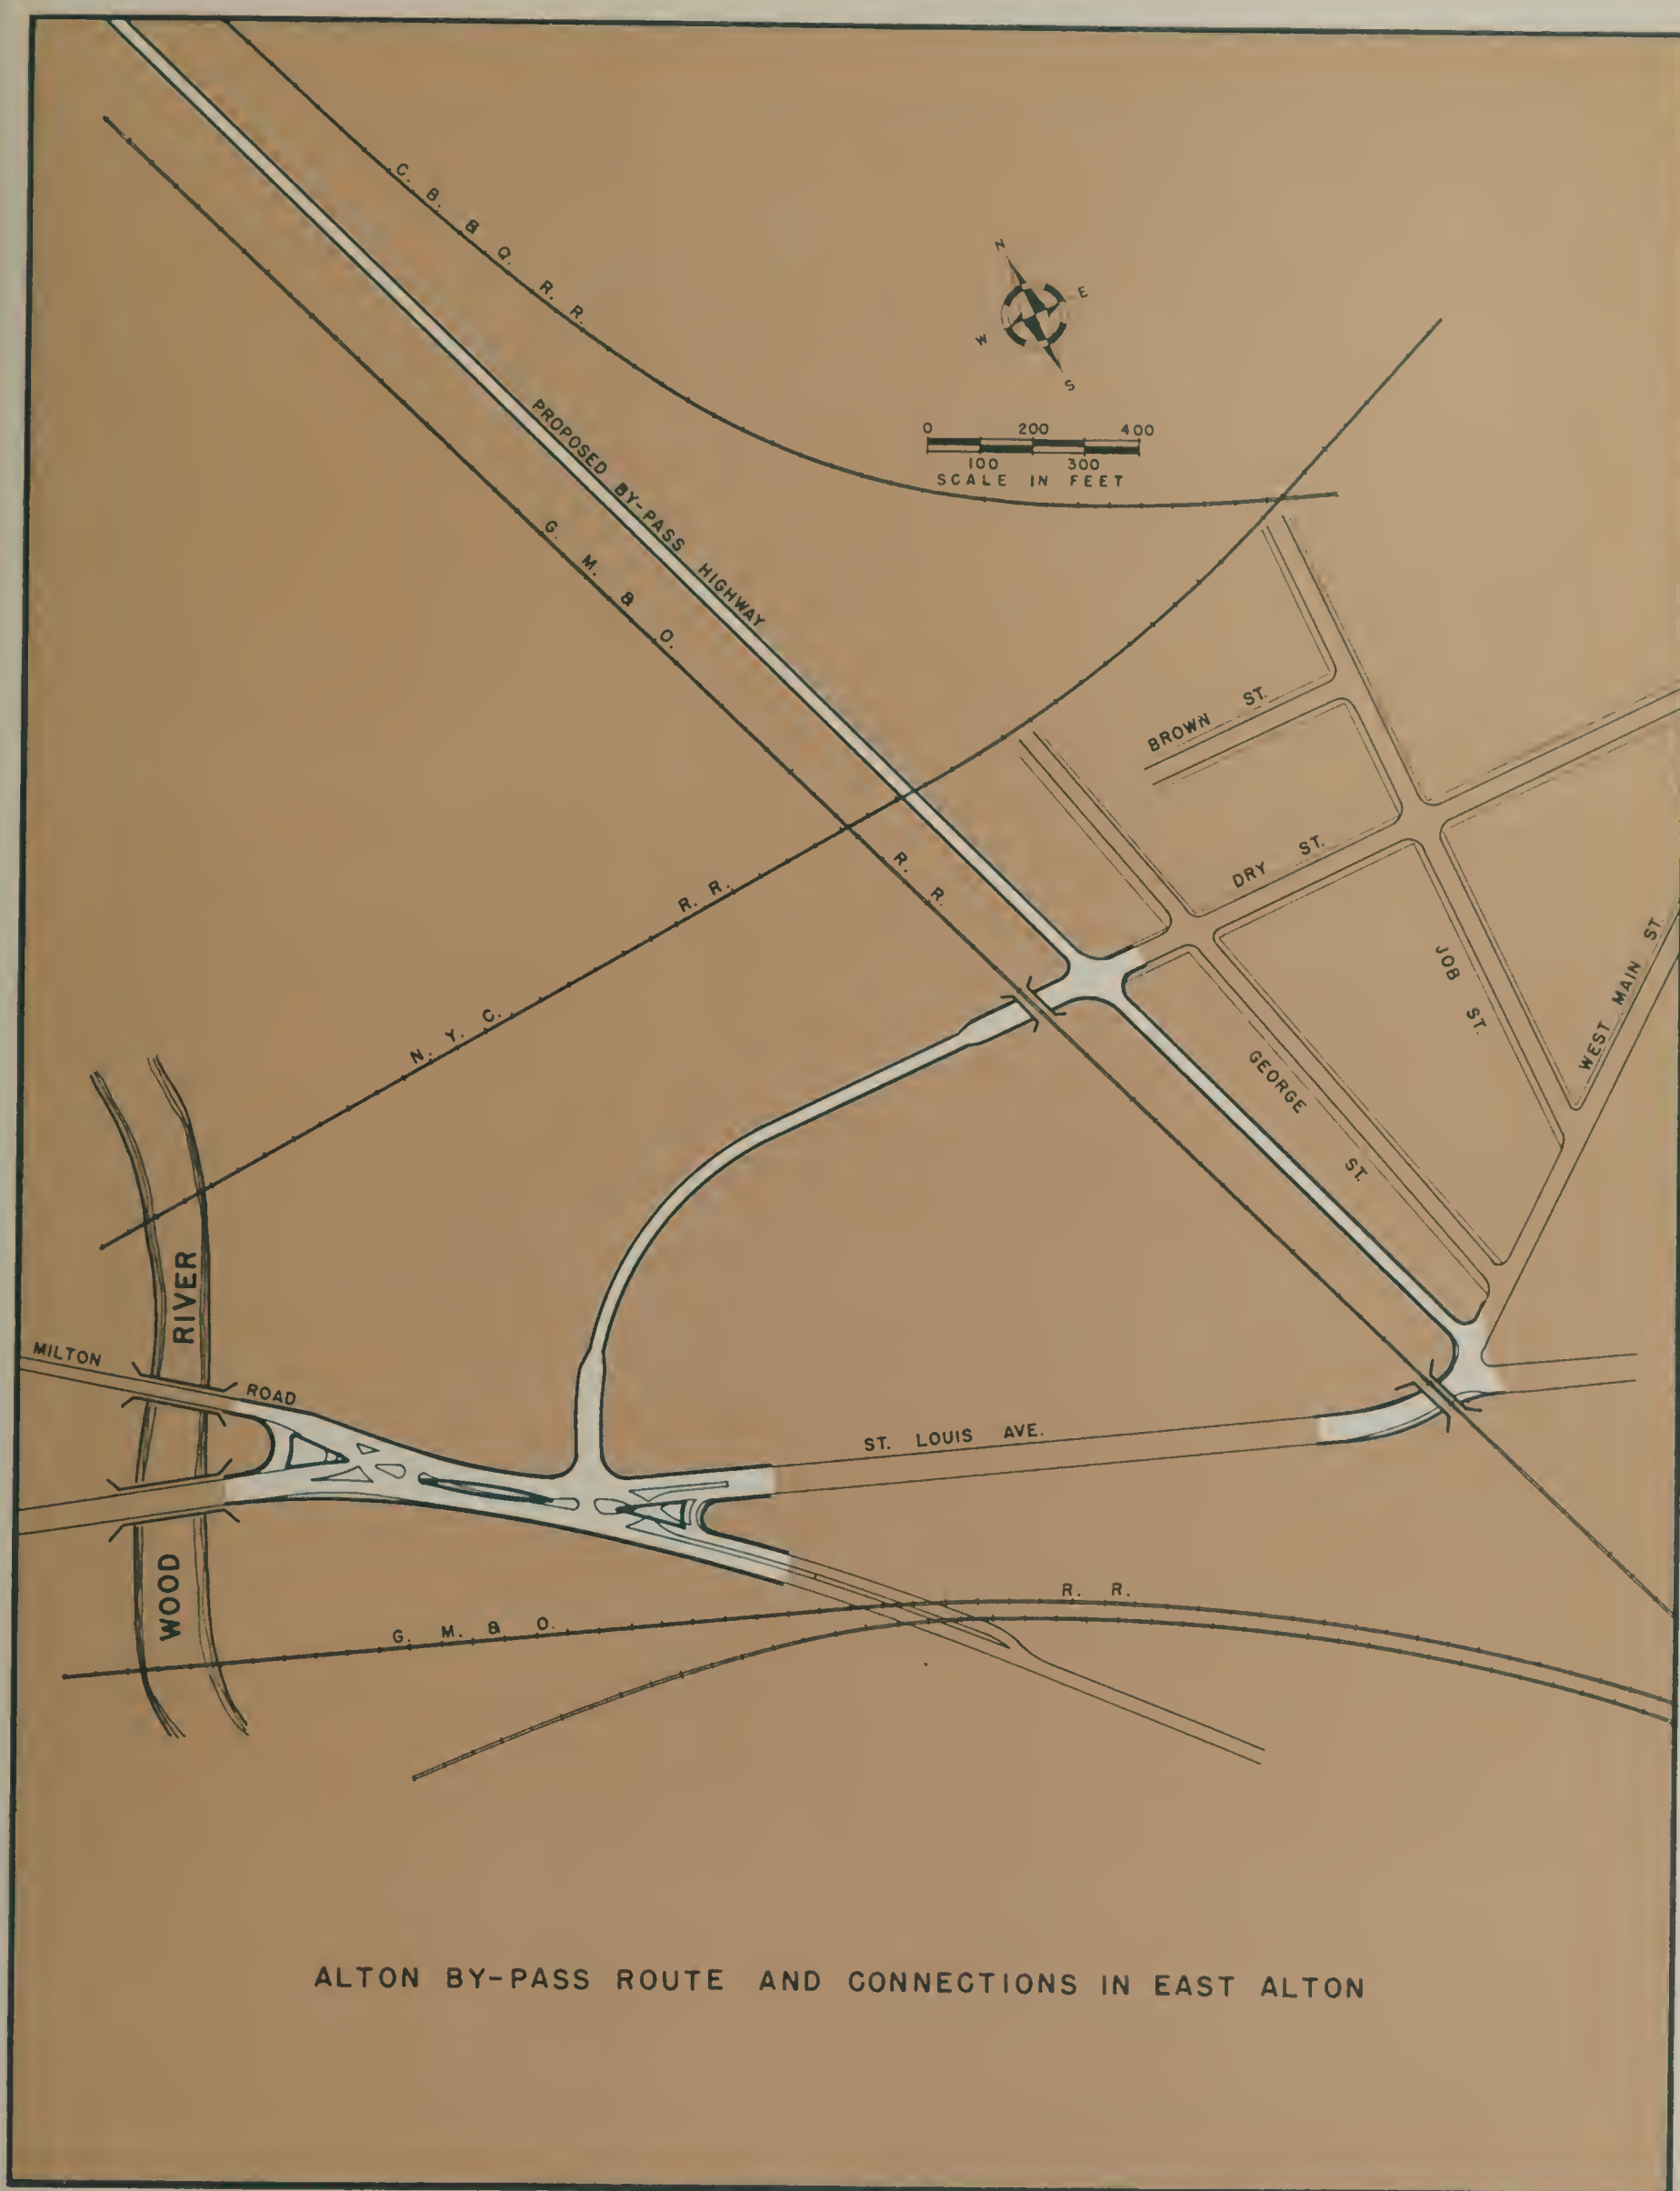 C. B. & Q. R. R.
N
E
W
S
0 200 400
100 300
SCALE IN FEET
PROPOSED BY-PASS HIGHWAY
G. M. & O. R. R.
BROWN ST.
DRY ST.
JOB ST.
WEST MAIN ST.
N. Y. C. R. R.
GEORGE ST.
RIVER
MILTON ROAD
ST. LOUIS AVE.
WOOD
G. M. & O. R. R.
ALTON BY-PASS ROUTE AND CONNECTIONS IN EAST ALTON